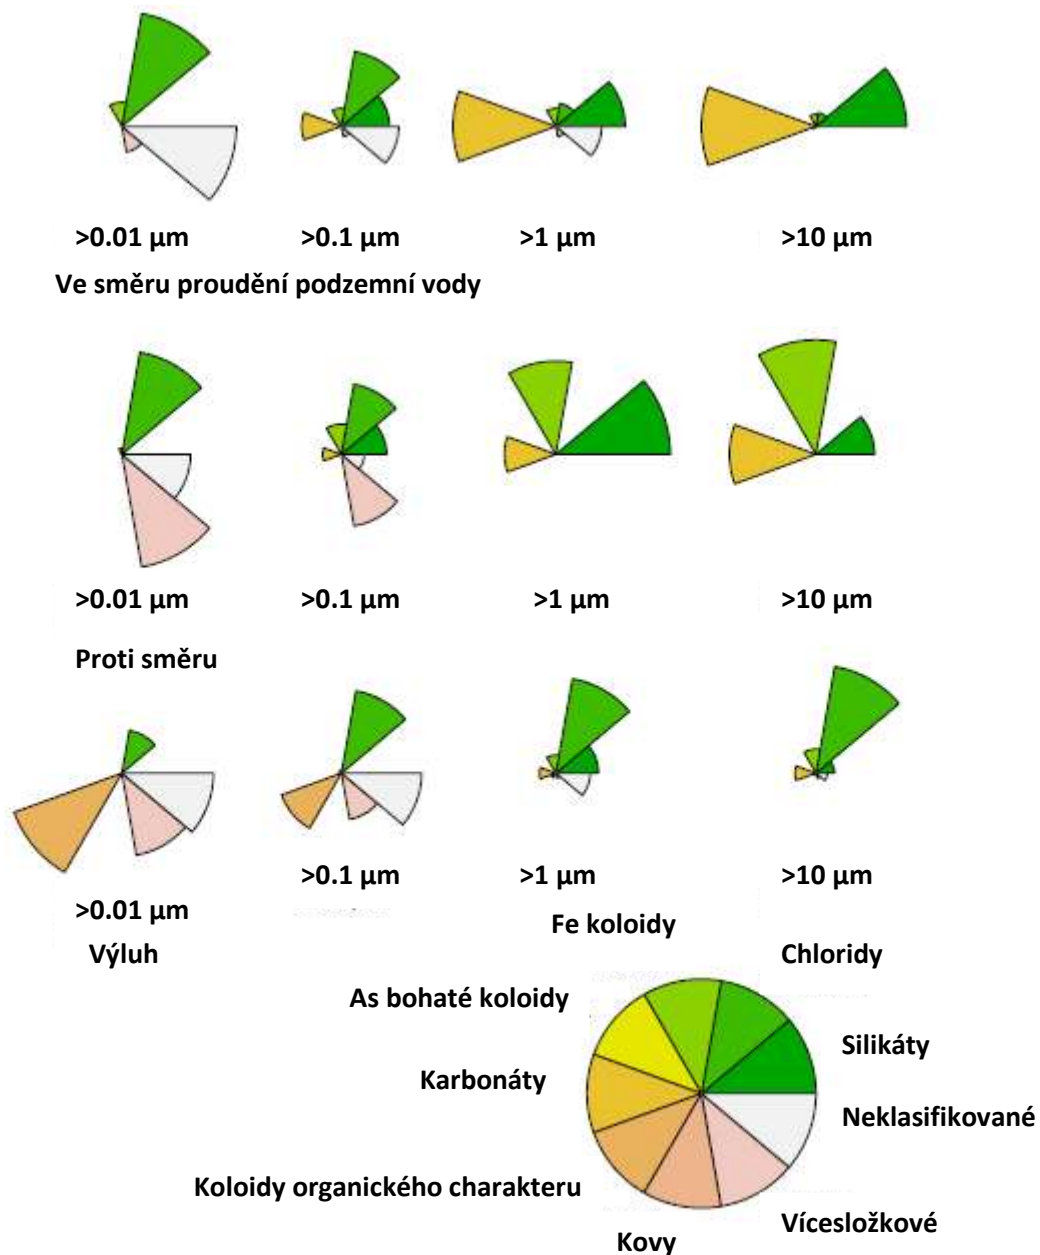 >0.01 µm >0.1 µm >1 µm >10 µm
Ve směru proudění podzemní vody
>0.01 µm >0.1 µm >1 µm >10 µm
Proti směru
>0.1 µm >1 µm >10 µm
>0.01 µm
Fe koloidy
Výluh
Chloridy
As bohaté koloidy
Silikáty
Karbonáty
Neklasifikované
Koloidy organického charakteru
Vícesložkové
Kovy